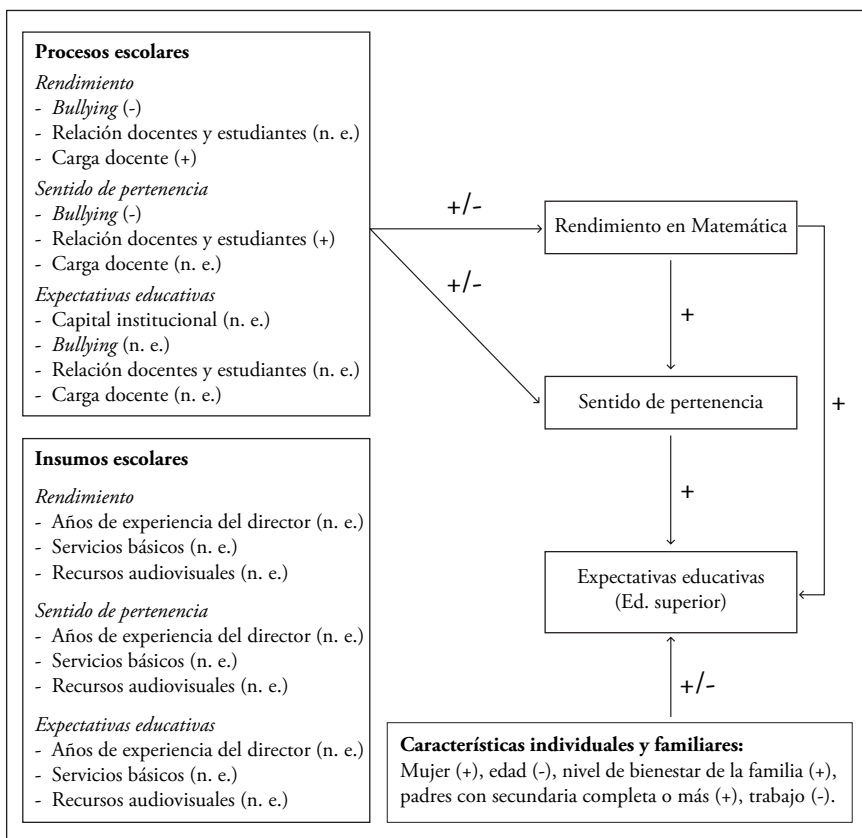 Procesos escolares
Rendimiento
- Bullying (-)
- Relación docentes y estudiantes (n. e.)
- Carga docente (+)
Sentido de pertenencia
- Bullying (-)
- Relación docentes y estudiantes (+)
- Carga docente (n. e.)
Expectativas educativas
- Capital institucional (n. e.)
- Bullying (n. e.)
- Relación docentes y estudiantes (n. e.)
- Carga docente (n. e.)
Insumos escolares
Rendimiento
- Años de experiencia del director (n. e.)
- Servicios básicos (n. e.)
- Recursos audiovisuales (n. e.)
Sentido de pertenencia
- Años de experiencia del director (n. e.)
- Servicios básicos (n. e.)
- Recursos audiovisuales (n. e.)
Expectativas educativas
- Años de experiencia del director (n. e.)
- Servicios básicos (n. e.)
- Recursos audiovisuales (n. e.)
+/-
+/-
Rendimiento en Matemática
+
Sentido de pertenencia
+
+
Expectativas educativas
(Ed. superior)
+/-
Características individuales y familiares:
Mujer (+), edad (-), nivel de bienestar de la familia (+),
padres con secundaria completa o más (+), trabajo (-).